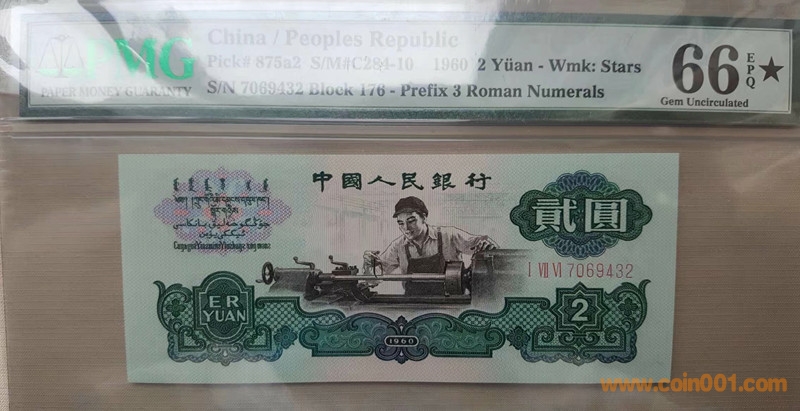 PMG
PAPER MONEY GUARANTY
China / Peoples Republic
Pick# 875a2 S/M#C284-10 1960 2 Yüan - Wmk: Stars
S/N 7069432 Block 176 - Prefix 3 Roman Numerals
66 EPQ★
Gem Uncirculated
中國人民銀行
貳圓
I VII VI 7069432
ER
YUAN
1960
2
www.coin001.com